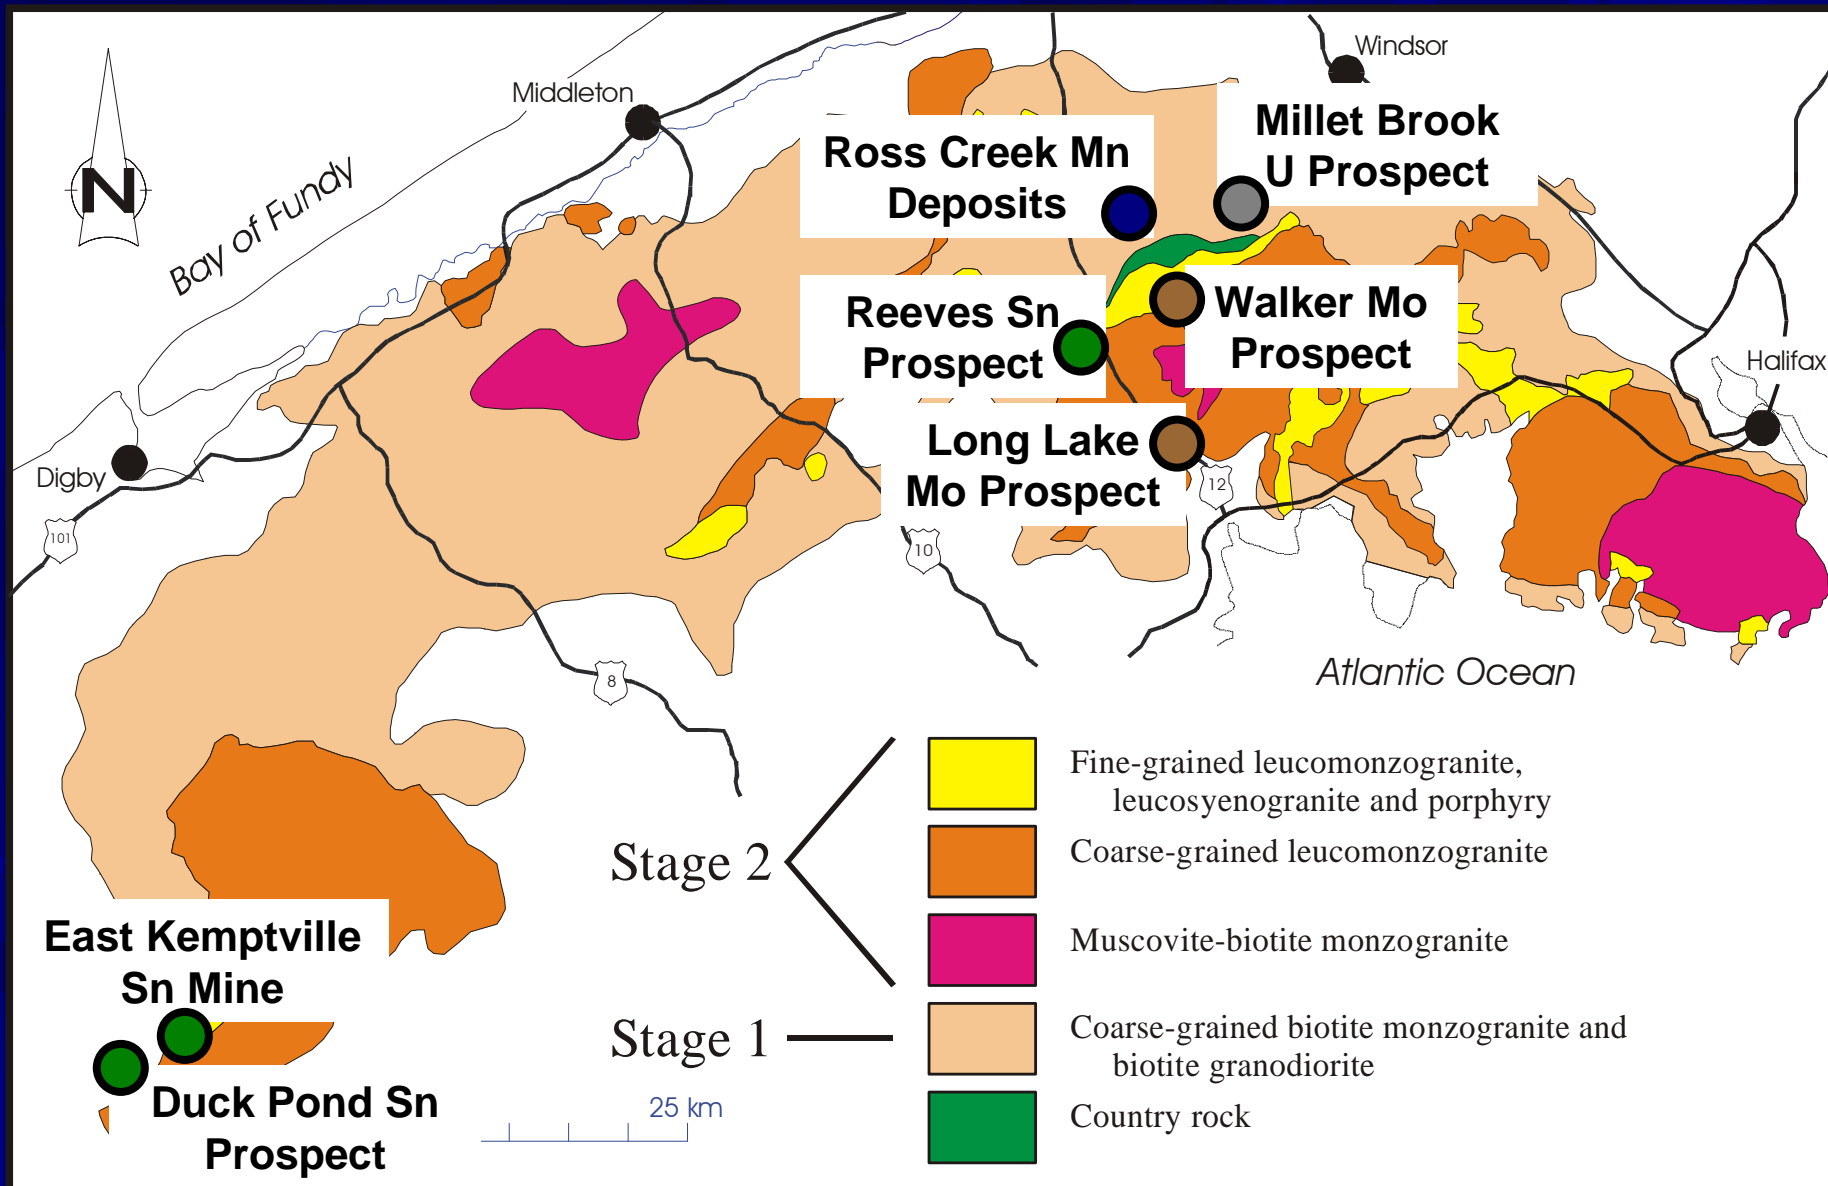 Windsor
Middleton
Millet Brook
U Prospect
Ross Creek Mn
Deposits
N
Bay of Fundy
Reeves Sn
Prospect
Walker Mo
Prospect
Halifax
Long Lake
Mo Prospect
Digby
12
101
10
Atlantic Ocean
8
Fine-grained leucomonzogranite,
leucosyenogranite and porphyry
Stage 2
Coarse-grained leucomonzogranite
Muscovite-biotite monzogranite
East Kemptville
Sn Mine
Stage 1
Coarse-grained biotite monzogranite and
biotite granodiorite
Duck Pond Sn
Prospect
25 km
Country rock